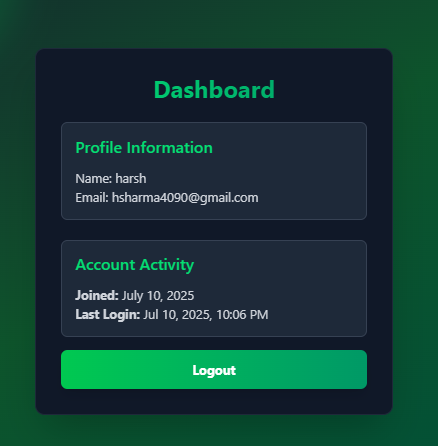 Dashboard
Profile Information
Name: harsh
Email: hsharma4090@gmail.com
Account Activity
Joined: July 10, 2025
Last Login: Jul 10, 2025, 10:06 PM
Logout